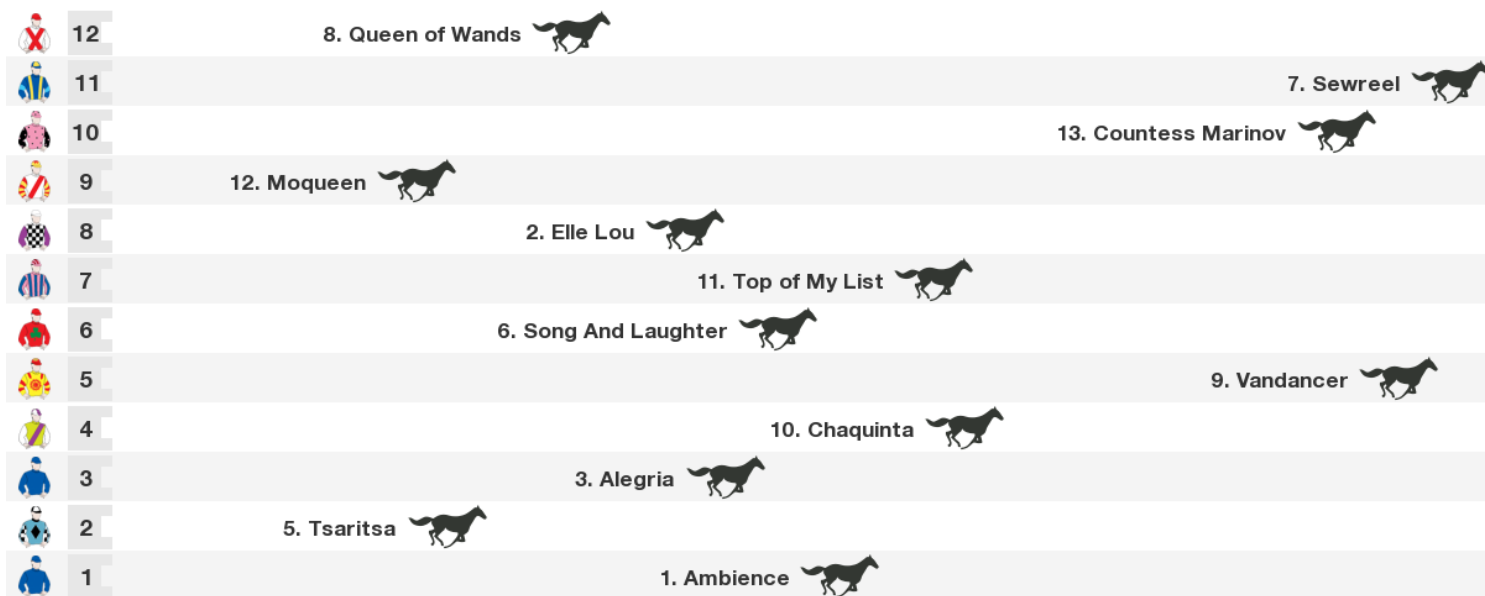 12 8. Queen of Wands
11 7. Sewreel
10 13. Countess Marinov
9 12. Moqueen
8 2. Elle Lou
7 11. Top of My List
6 6. Song And Laughter
5 9. Vandancer
4 10. Chaquinta
3 3. Alegria
2 5. Tsaritsa
1 1. Ambience